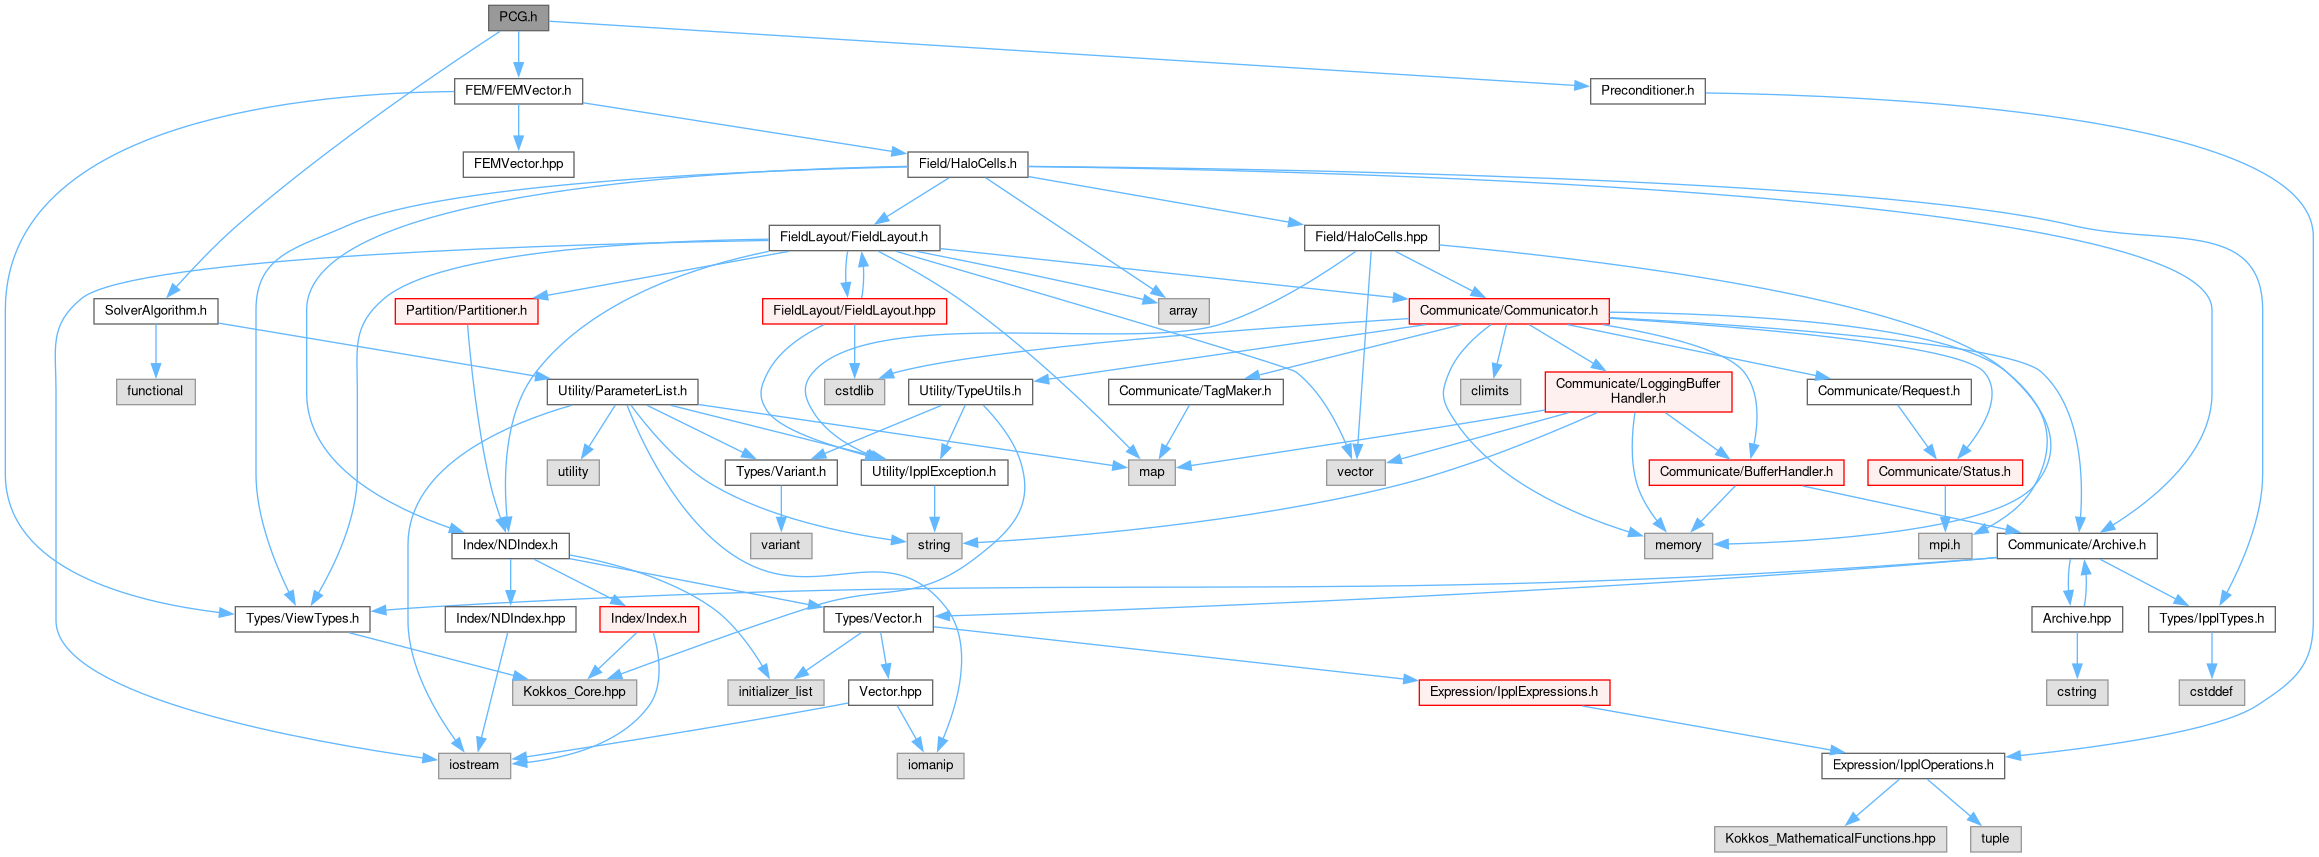 PCG.h
FEM/FEMVector.h
Preconditioner.h
FEMVector.hpp
Field/HaloCells.h
FieldLayout/FieldLayout.h
Field/HaloCells.hpp
SolverAlgorithm.h
Partition/Partitioner.h
FieldLayout/FieldLayout.hpp
array
Communicate/Communicator.h
functional
Utility/ParameterList.h
cstdlib
Utility/TypeUtils.h
Communicate/TagMaker.h
climits
Communicate/LoggingBuffer
Handler.h
Communicate/Request.h
utility
Types/Variant.h
Utility/IpplException.h
map
vector
Communicate/BufferHandler.h
Communicate/Status.h
Index/NDIndex.h
variant
string
memory
mpi.h
Communicate/Archive.h
Types/ViewTypes.h
Index/NDIndex.hpp
Index/Index.h
Types/Vector.h
Archive.hpp
Types/IpplTypes.h
Kokkos_Core.hpp
initializer_list
Vector.hpp
Expression/IpplExpressions.h
cstring
cstddef
iostream
iomanip
Expression/IpplOperations.h
Kokkos_MathematicalFunctions.hpp
tuple